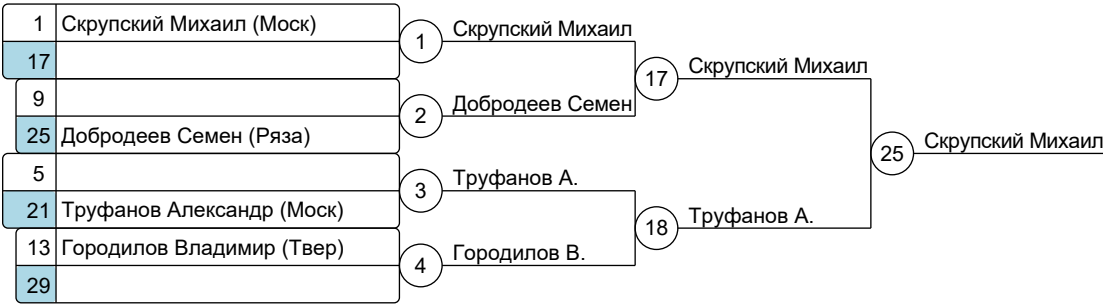 1 Скрупский Михаил (Моск)
17
9
25 Добродеев Семен (Ряза)
5
21 Труфанов Александр (Моск)
13 Городилов Владимир (Твер)
29
1 Скрупский Михаил
2 Добродеев Семен
3 Труфанов А.
4 Городилов В.
17 Скрупский Михаил
18 Труфанов А.
25 Скрупский Михаил